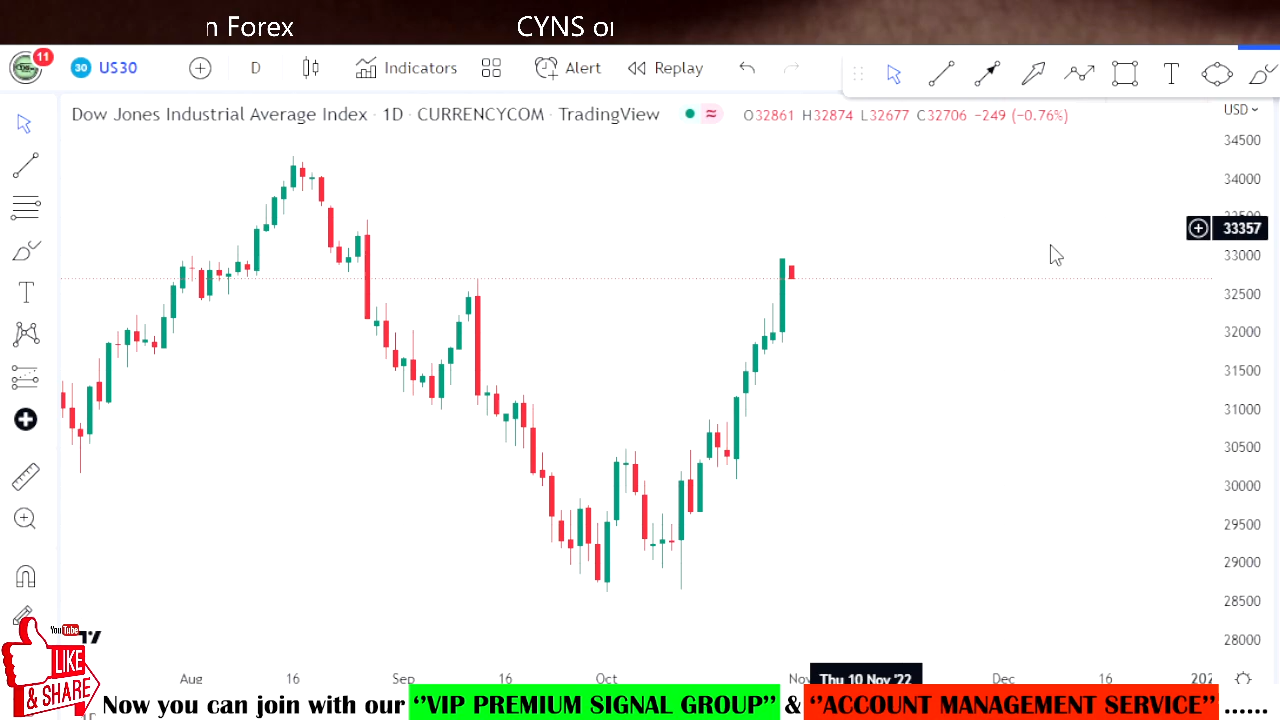 n Forex CYNS or
11
30 US30 D Indicators Alert Replay T
Dow Jones Industrial Average Index · 1D · CURRENCYCOM · TradingView O32861 H32874 L32677 C32706 −249 (−0.76%) USD
34500
34000
33357
33000
32500
T
32000
31500
31000
30500
30000
29500
29000
28500
28000
YouTube
LIKE
& SHARE
Aug 16 Sep 16 Oct Nov Thu 10 Nov '22 Dec 16
Now you can join with our ‘’VIP PREMIUM SIGNAL GROUP’’ & ‘’ACCOUNT MANAGEMENT SERVICE’’ ......